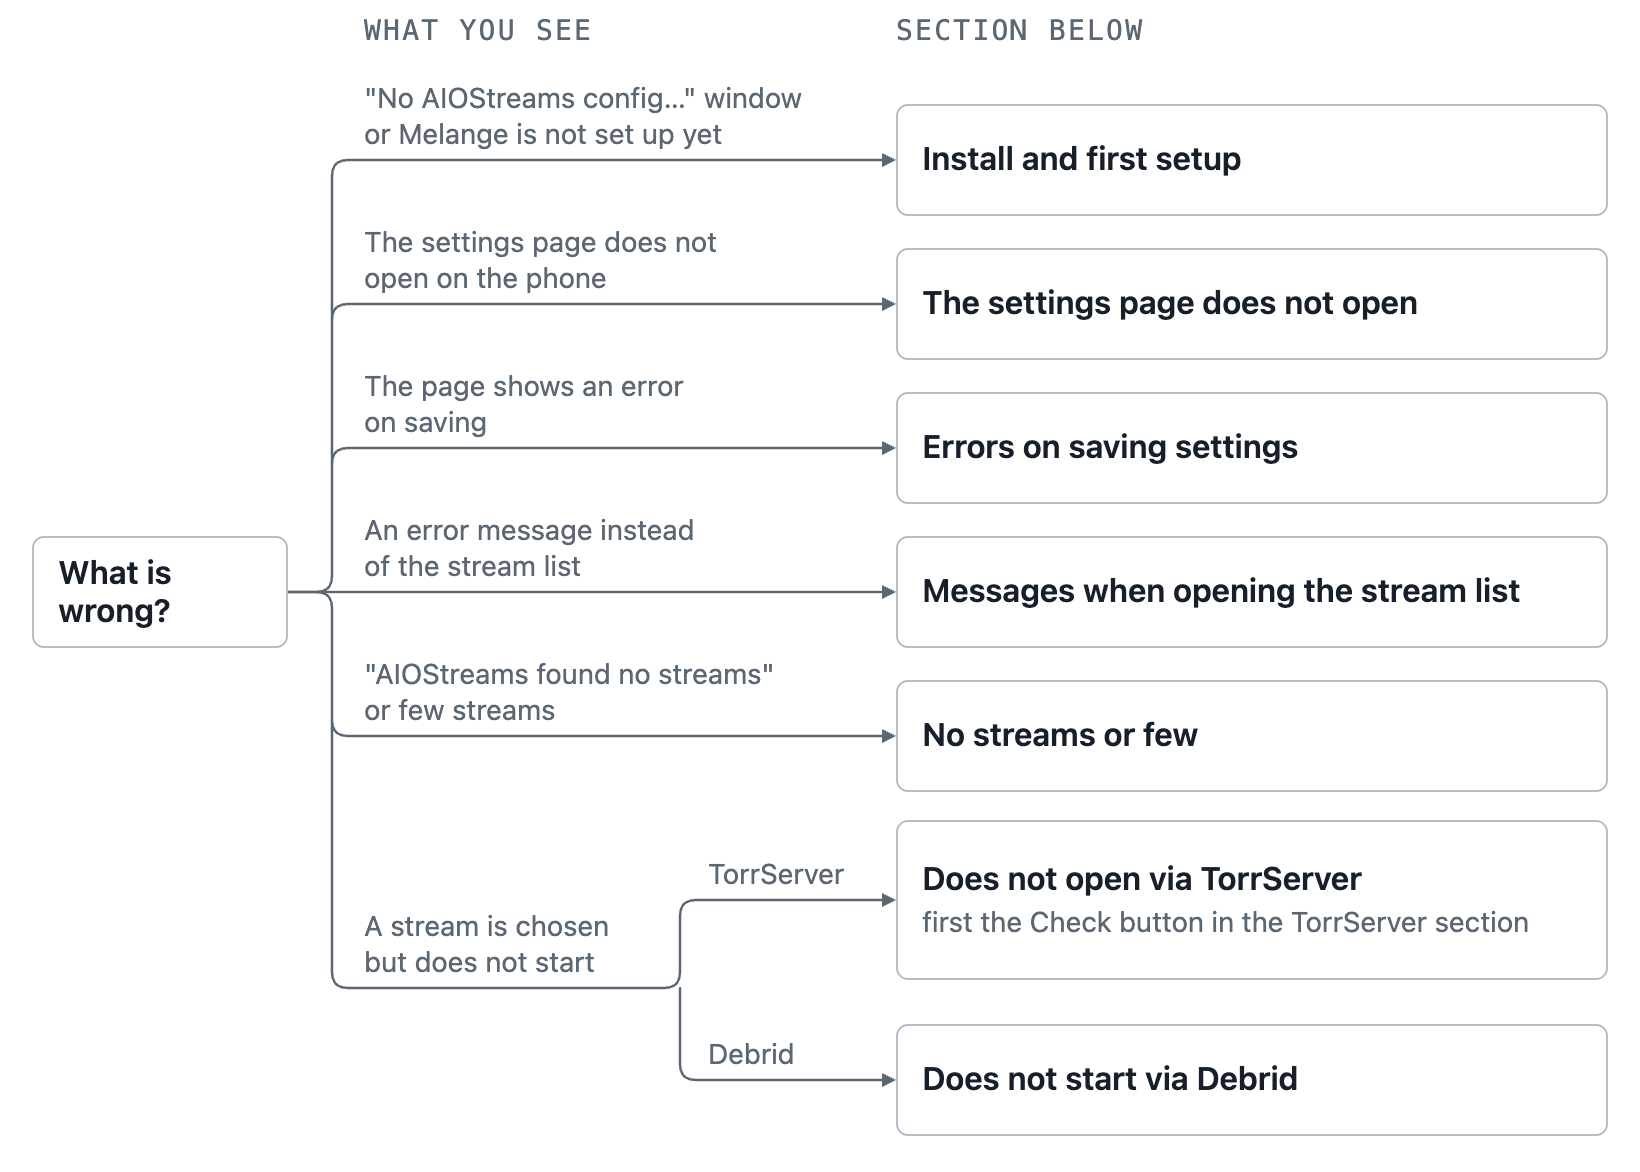 WHAT YOU SEE
SECTION BELOW
"No AIOStreams config..." window
or Melange is not set up yet
Install and first setup
The settings page does not
open on the phone
The settings page does not open
The page shows an error
on saving
Errors on saving settings
What is
wrong?
An error message instead
of the stream list
Messages when opening the stream list
"AIOStreams found no streams"
or few streams
No streams or few
A stream is chosen
but does not start
TorrServer
Does not open via TorrServer
first the Check button in the TorrServer section
Debrid
Does not start via Debrid